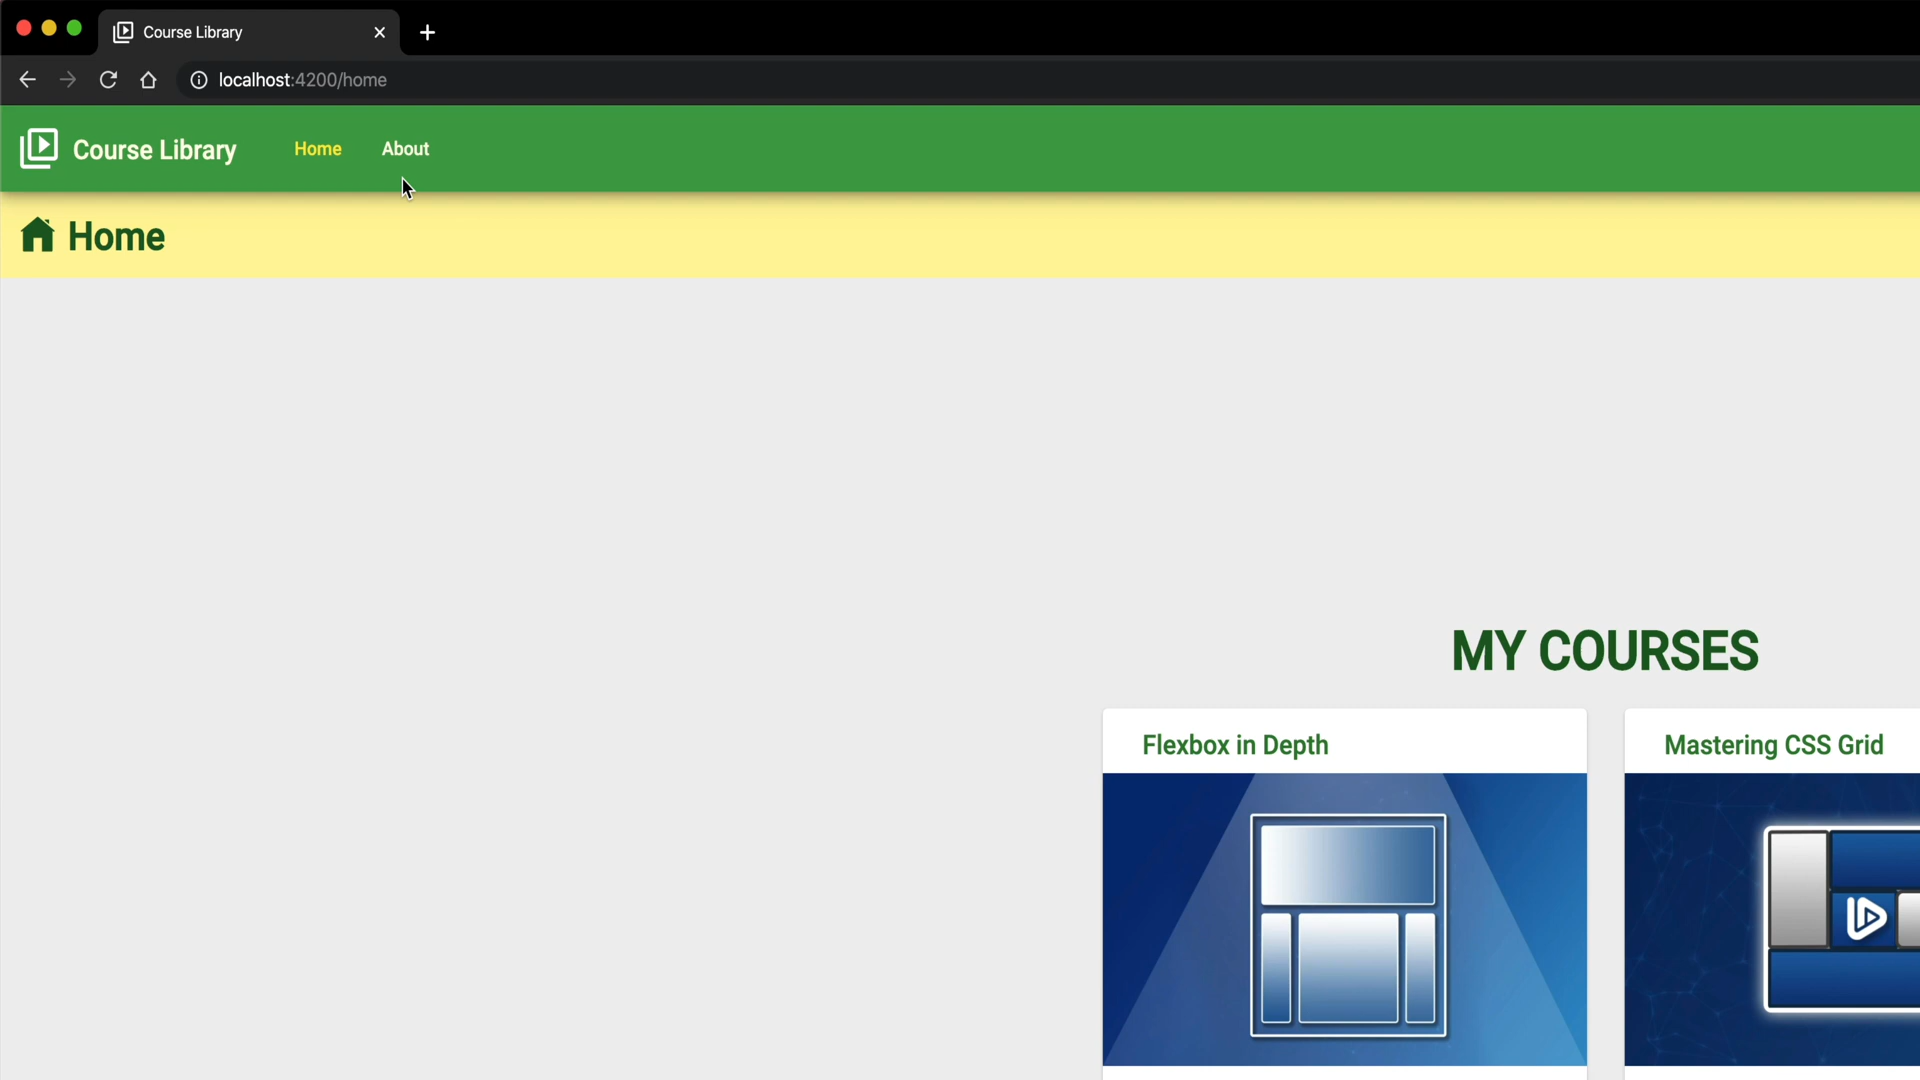 Course Library
localhost:4200/home
Course Library Home About
Home
MY COURSES
Flexbox in Depth
Mastering CSS Grid